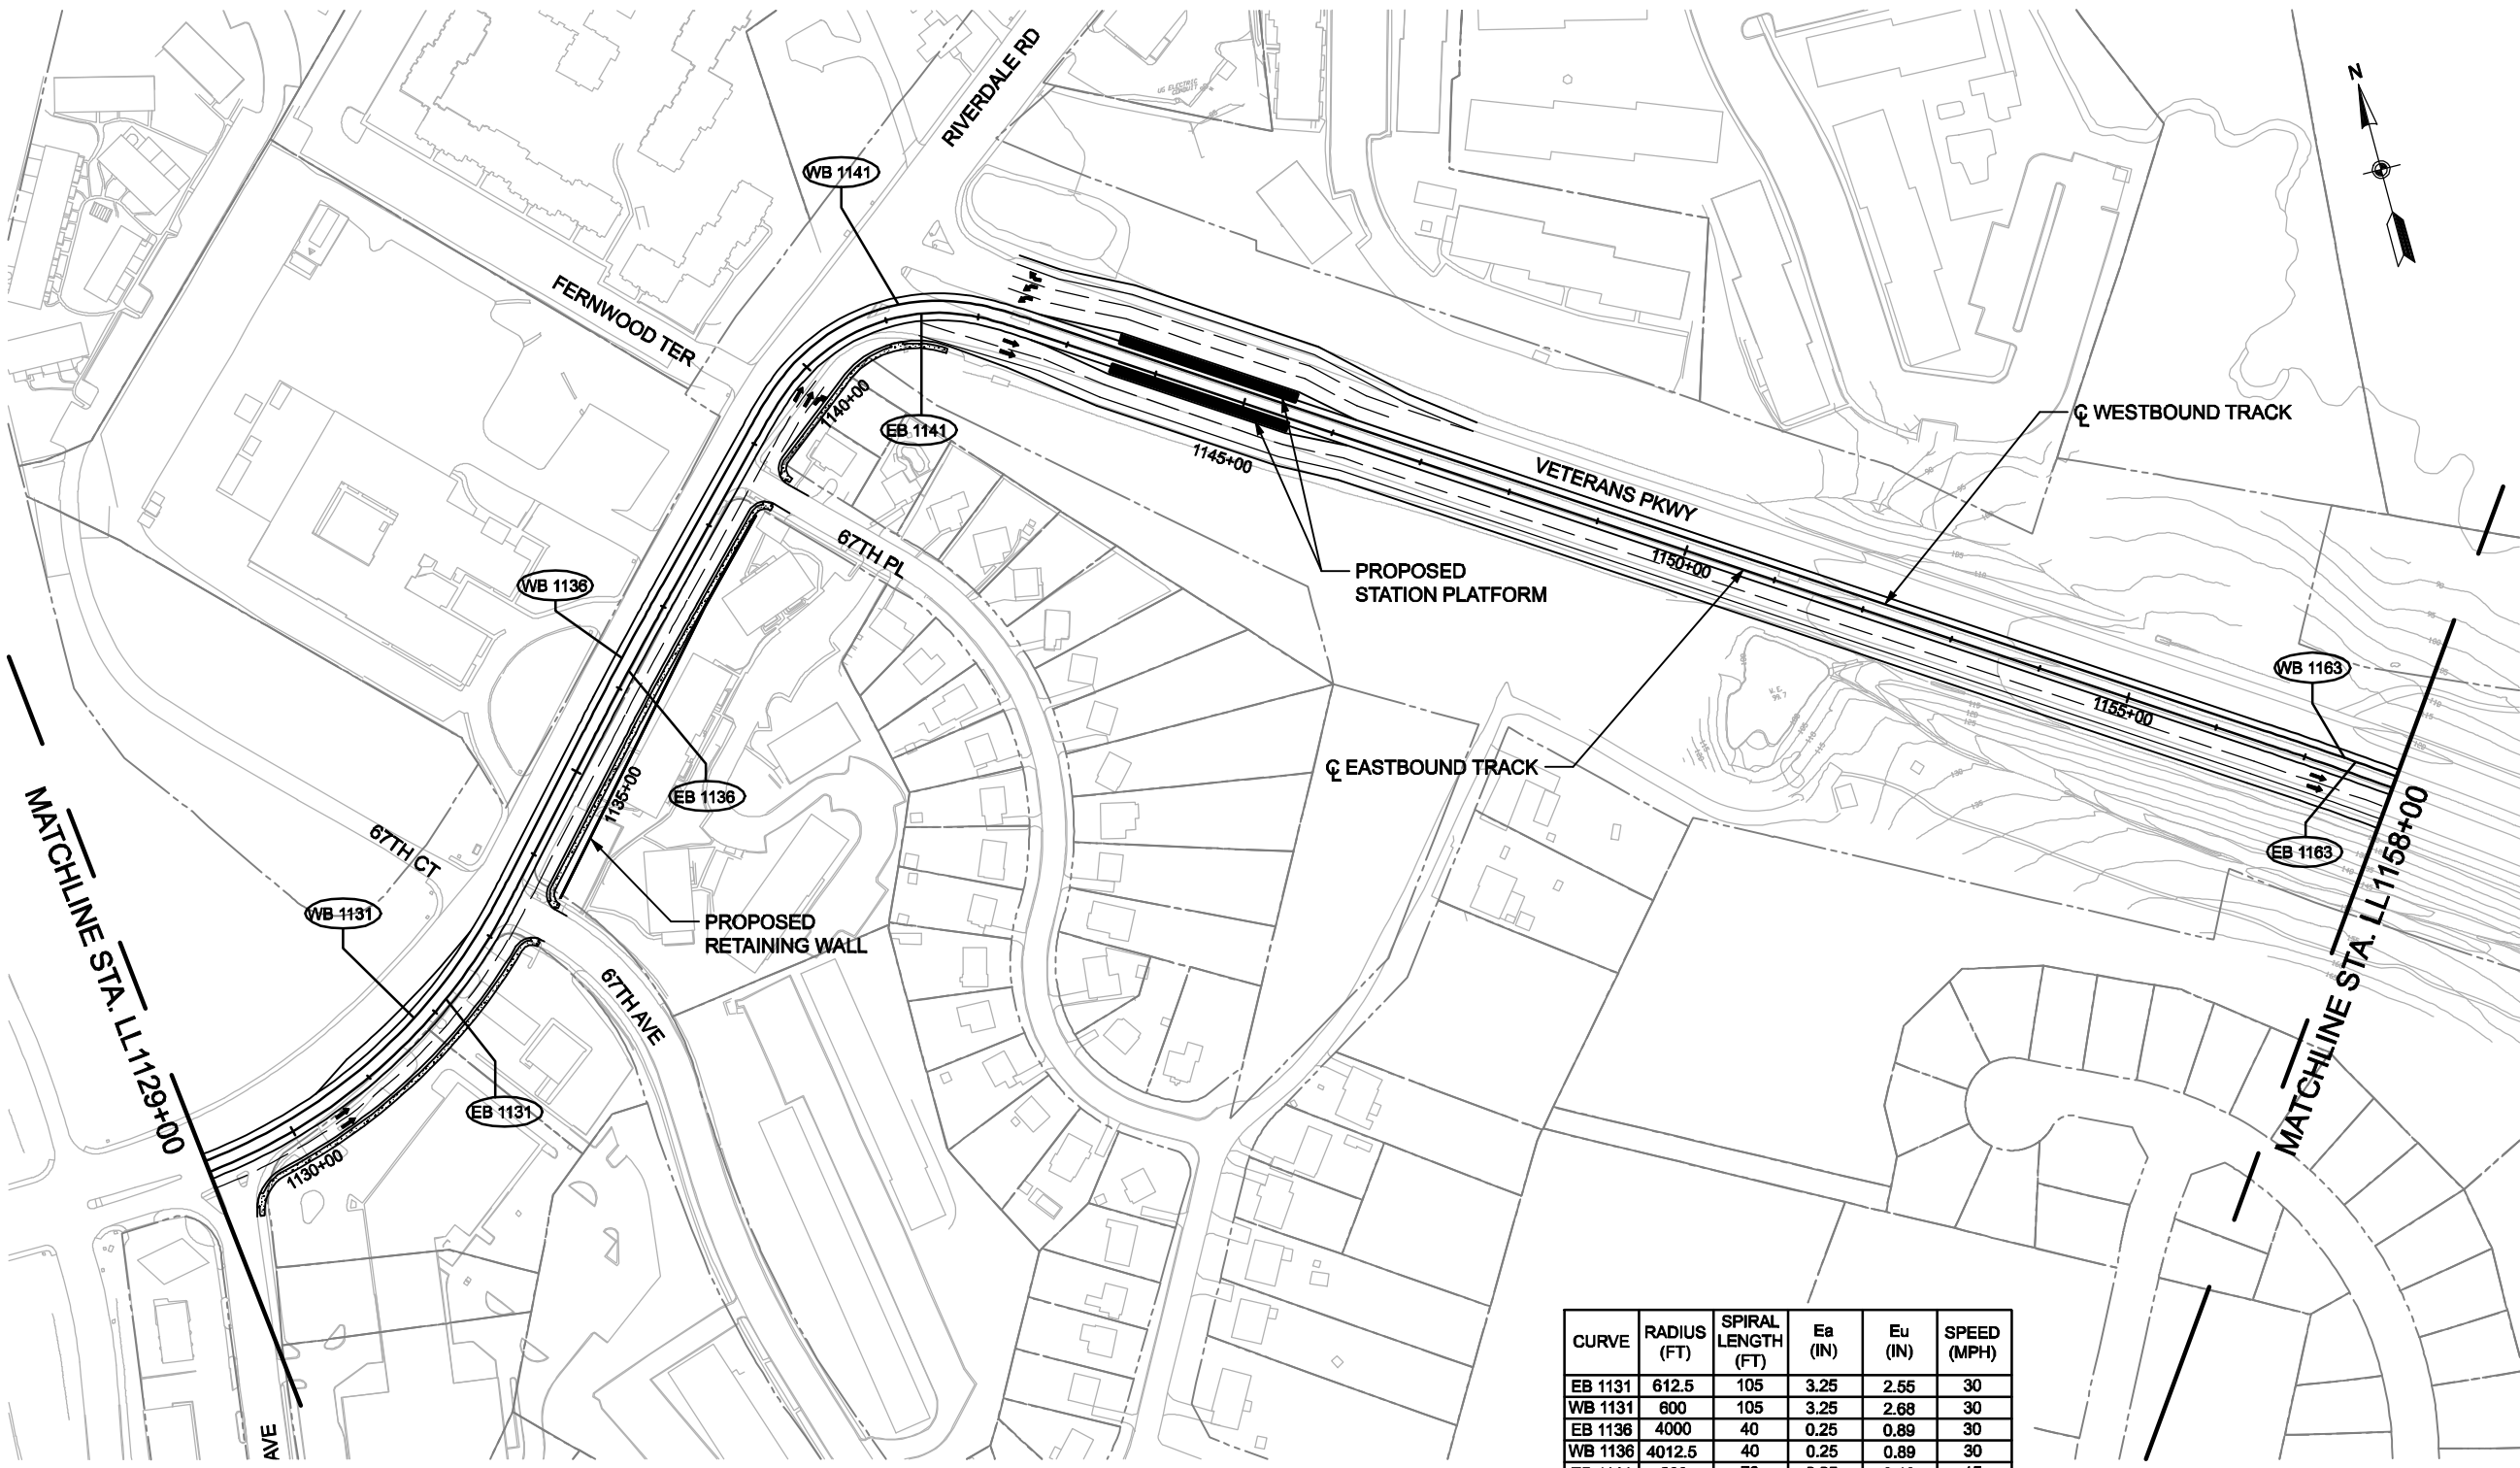 RIVERDALE RD
N
UG ELECTRIC
CONDUIT
WB 1141
FERNWOOD TER
1140+00
EB 1141
1145+00
℄ WESTBOUND TRACK
VETERANS PKWY
67TH PL
1150+00
PROPOSED
STATION PLATFORM
WB 1136
WB 1163
1155+00
℄ EASTBOUND TRACK
EB 1136
1135+00
EB 1163
MATCHLINE STA. LL1158+00
MATCHLINE STA. LL1129+00
67TH CT
WB 1131
PROPOSED
RETAINING WALL
67TH AVE
EB 1131
1130+00
AVE
CURVE RADIUS (FT) SPIRAL LENGTH (FT) Ea (IN) Eu (IN) SPEED (MPH)
EB 1131 612.5 105 3.25 2.55 30
WB 1131 600 105 3.25 2.68 30
EB 1136 4000 40 0.25 0.89 30
WB 1136 4012.5 40 0.25 0.89 30